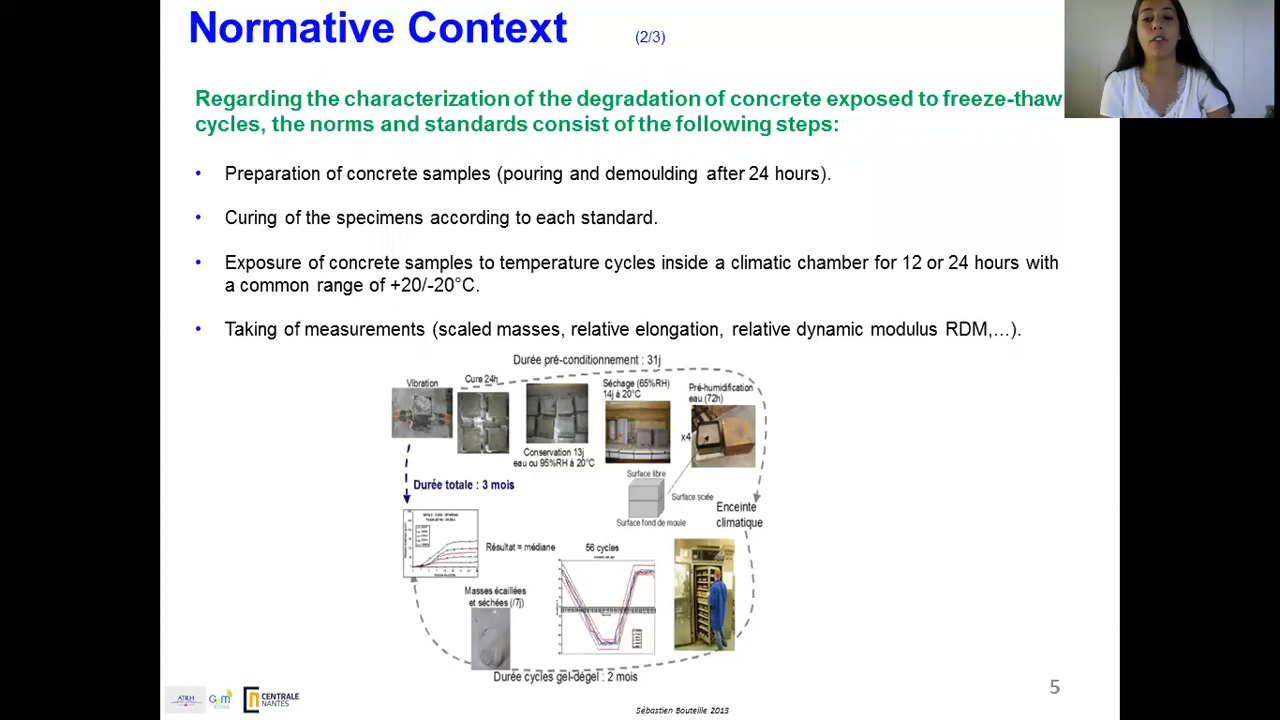 Normative Context (2/3)
Regarding the characterization of the degradation of concrete exposed to freeze-thaw
cycles, the norms and standards consist of the following steps:
• Preparation of concrete samples (pouring and demoulding after 24 hours).
• Curing of the specimens according to each standard.
• Exposure of concrete samples to temperature cycles inside a climatic chamber for 12 or 24 hours with
a common range of +20/-20°C.
• Taking of measurements (scaled masses, relative elongation, relative dynamic modulus RDM,…).
Durée pré-conditionnement : 31j
Vibration
Cure 24h
Séchage (65%RH)
14j à 20°C
Pré-humidification
eau (72h)
x4
Conservation 13j
eau ou 95%RH à 20°C
Surface libre
Surface sciée
Surface fond de moule
Durée totale : 3 mois
Enceinte
climatique
Résultat = médiane
56 cycles
Masses écaillées
et séchées (/7j)
Durée cycles gel-dégel : 2 mois
ATILH
GeM
CENTRALE
NANTES
Sébastien Bouteille 2013
5